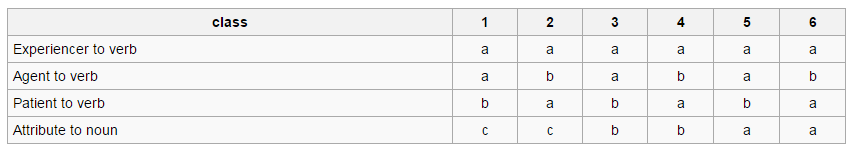 class 1 2 3 4 5 6
Experiencer to verb a a a a a a
Agent to verb a b a b a b
Patient to verb b a b a b a
Attribute to noun c c b b a a